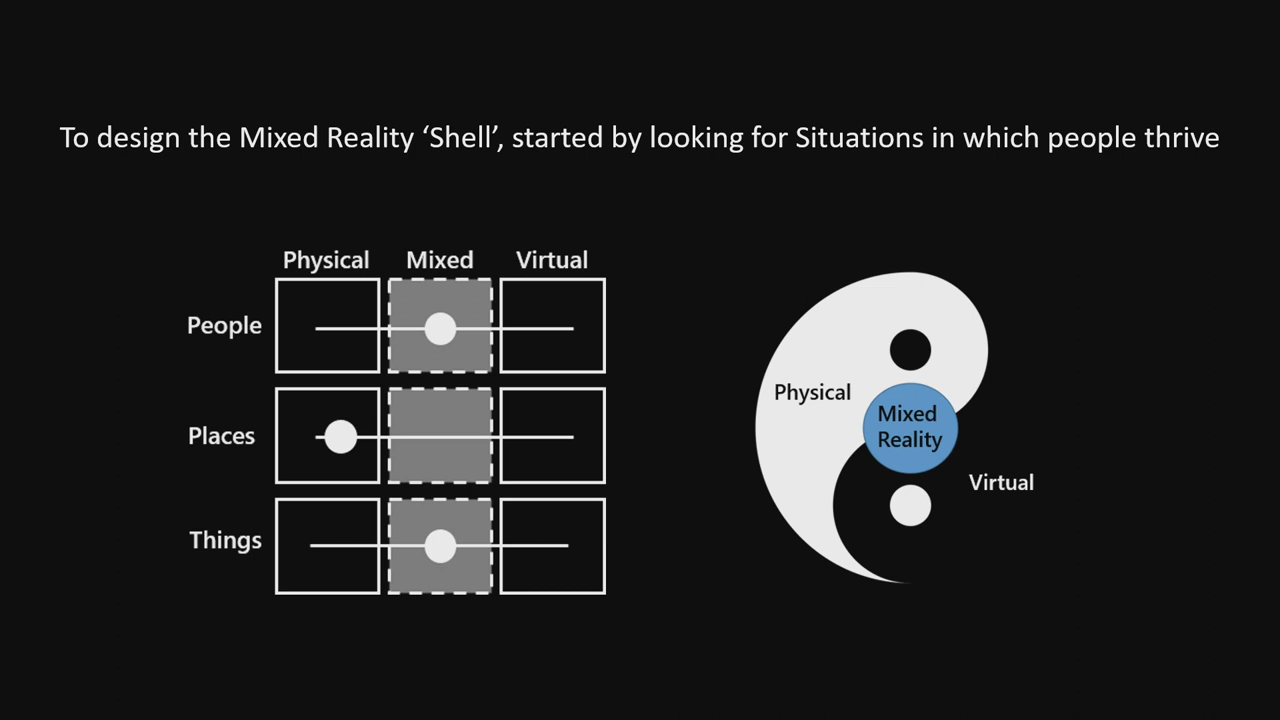 To design the Mixed Reality ‘Shell’, started by looking for Situations in which people thrive
Physical Mixed Virtual
People
Places
Things
Physical
Mixed
Reality
Virtual